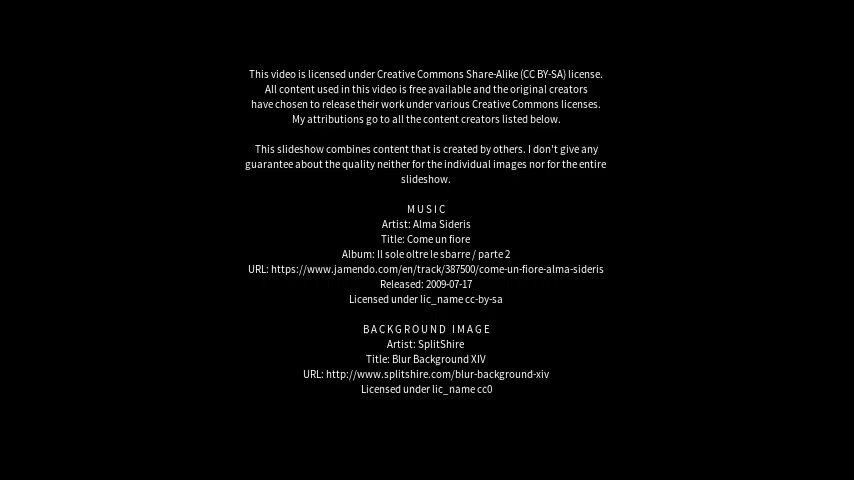 This video is licensed under Creative Commons Share-Alike (CC BY-SA) license.
All content used in this video is free available and the original creators
have chosen to release their work under various Creative Commons licenses.
My attributions go to all the content creators listed below.
This slideshow combines content that is created by others. I don't give any
guarantee about the quality neither for the individual images nor for the entire
slideshow.
MUSIC
Artist: Alma Sideris
Title: Come un fiore
Album: Il sole oltre le sbarre / parte 2
URL: https://www.jamendo.com/en/track/387500/come-un-fiore-alma-sideris
Released: 2009-07-17
Licensed under lic_name cc-by-sa
BACKGROUND IMAGE
Artist: SplitShire
Title: Blur Background XIV
URL: http://www.splitshire.com/blur-background-xiv
Licensed under lic_name cc0